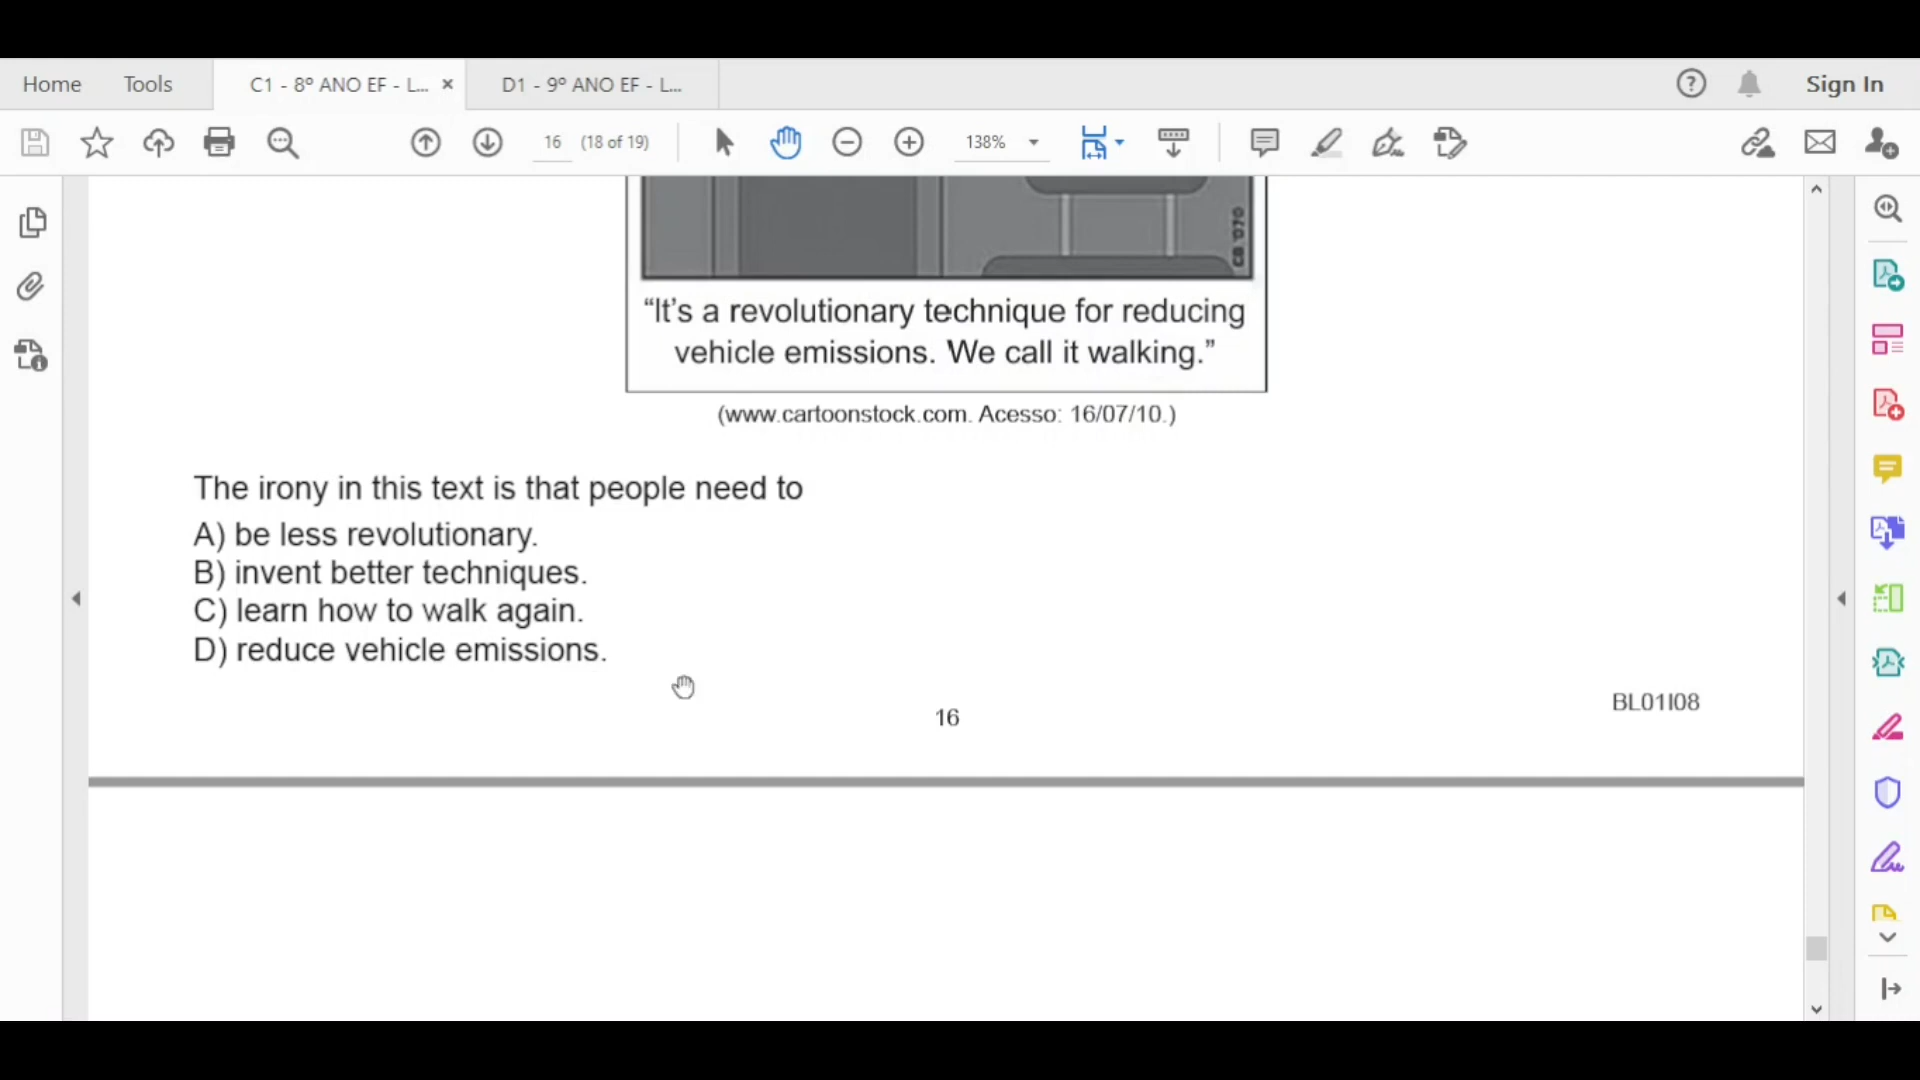 Home Tools C1 - 8º ANO EF - L... × D1 - 9º ANO EF - L... Sign In
16 (18 of 19) 138%
CB '070
“It’s a revolutionary technique for reducing
vehicle emissions. We call it walking.”
(www.cartoonstock.com. Acesso: 16/07/10.)
The irony in this text is that people need to
A) be less revolutionary.
B) invent better techniques.
C) learn how to walk again.
D) reduce vehicle emissions.
BL01I08
16